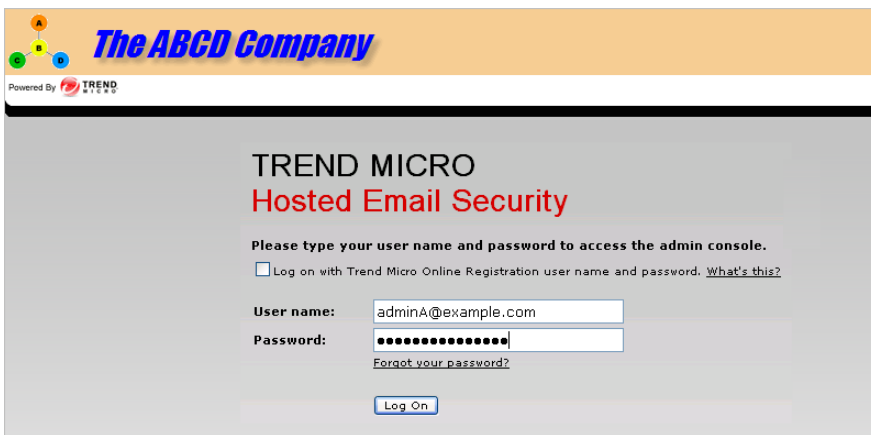 A
B
C
D
The ABCD Company
Powered By TREND MICRO
TREND MICRO
Hosted Email Security
Please type your user name and password to access the admin console.
Log on with Trend Micro Online Registration user name and password. What's this?
User name: adminA@example.com
Password: ●●●●●●●●●●●●●●●
Forgot your password?
Log On